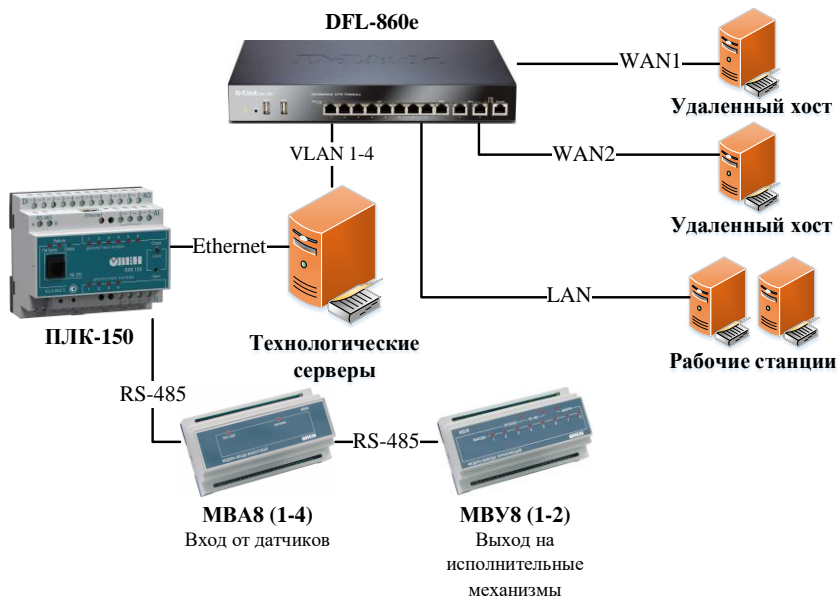 DFL-860e
WAN1
Удаленный хост
VLAN 1-4
WAN2
Удаленный хост
Ethernet
ОВЕН
LAN
ПЛК-150
Технологические
серверы
Рабочие станции
RS-485
RS-485
МВА8 (1-4)
Вход от датчиков
МВУ8 (1-2)
Выход на
исполнительные
механизмы